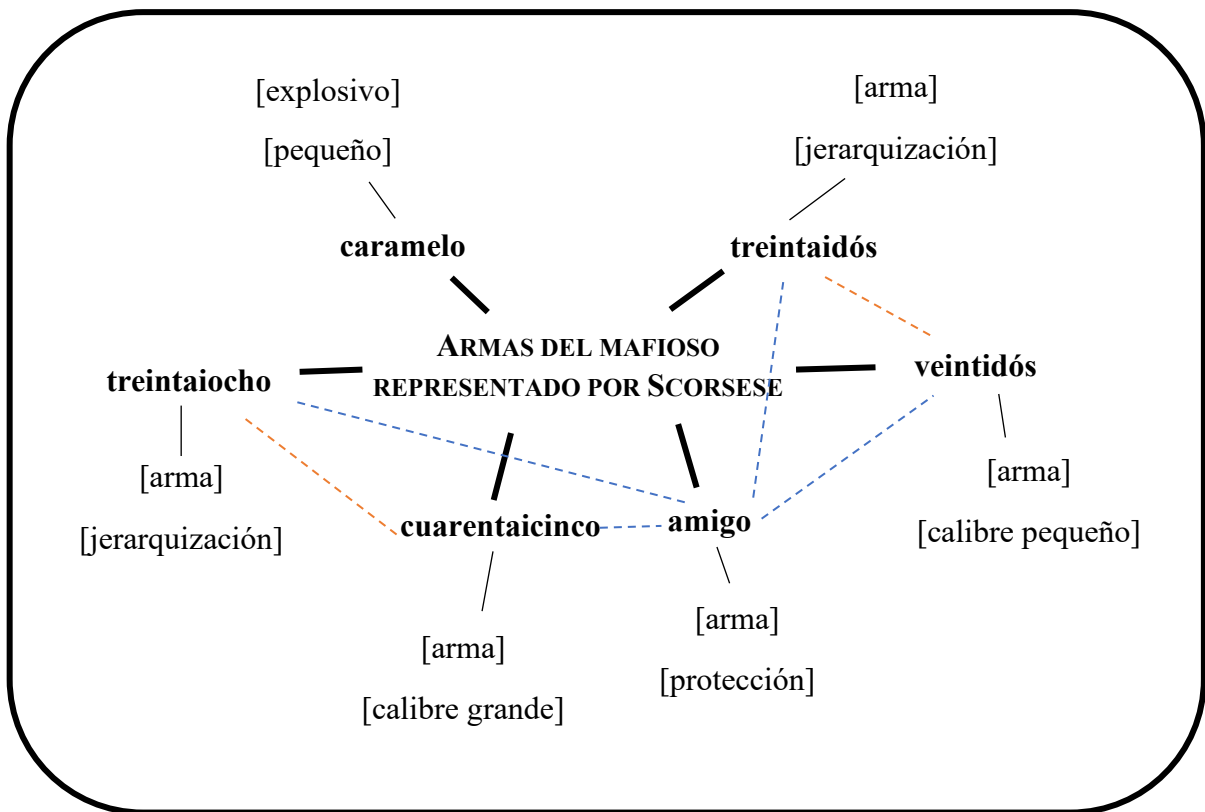 [explosivo]
[pequeño]
[arma]
[jerarquización]
caramelo
treintaidós
ARMAS DEL MAFIOSO
REPRESENTADO POR SCORSESE
treintaiocho
veintidós
[arma]
[jerarquización]
[arma]
[calibre pequeño]
cuarentaicinco
amigo
[arma]
[calibre grande]
[arma]
[protección]